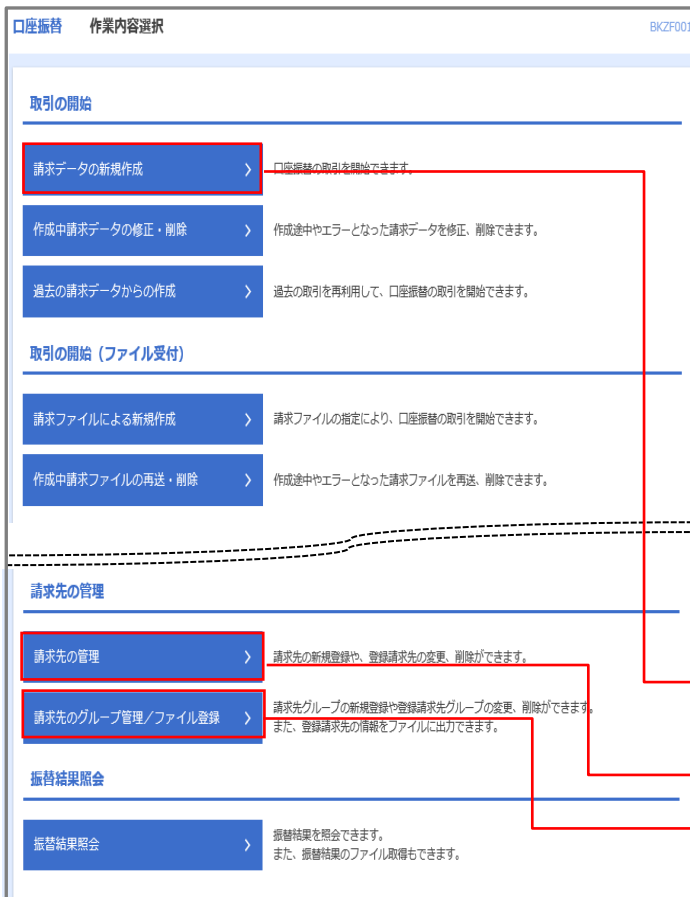 口座振替 作業内容選択 BKZF001
取引の開始
請求データの新規作成 口座振替の取引を開始できます。
作成中請求データの修正・削除 作成途中やエラーとなった請求データを修正、削除できます。
過去の請求データからの作成 過去の取引を再利用して、口座振替の取引を開始できます。
取引の開始（ファイル受付）
請求ファイルによる新規作成 請求ファイルの指定により、口座振替の取引を開始できます。
作成中請求ファイルの再送・削除 作成途中やエラーとなった請求ファイルを再送、削除できます。
請求先の管理
請求先の管理 請求先の新規登録や、登録請求先の変更、削除ができます。
請求先のグループ管理／ファイル登録 請求先グループの新規登録や登録請求先グループの変更、削除ができます。
また、登録請求先の情報をファイルに出力できます。
振替結果照会
振替結果照会 振替結果を照会できます。
また、振替結果のファイル取得もできます。